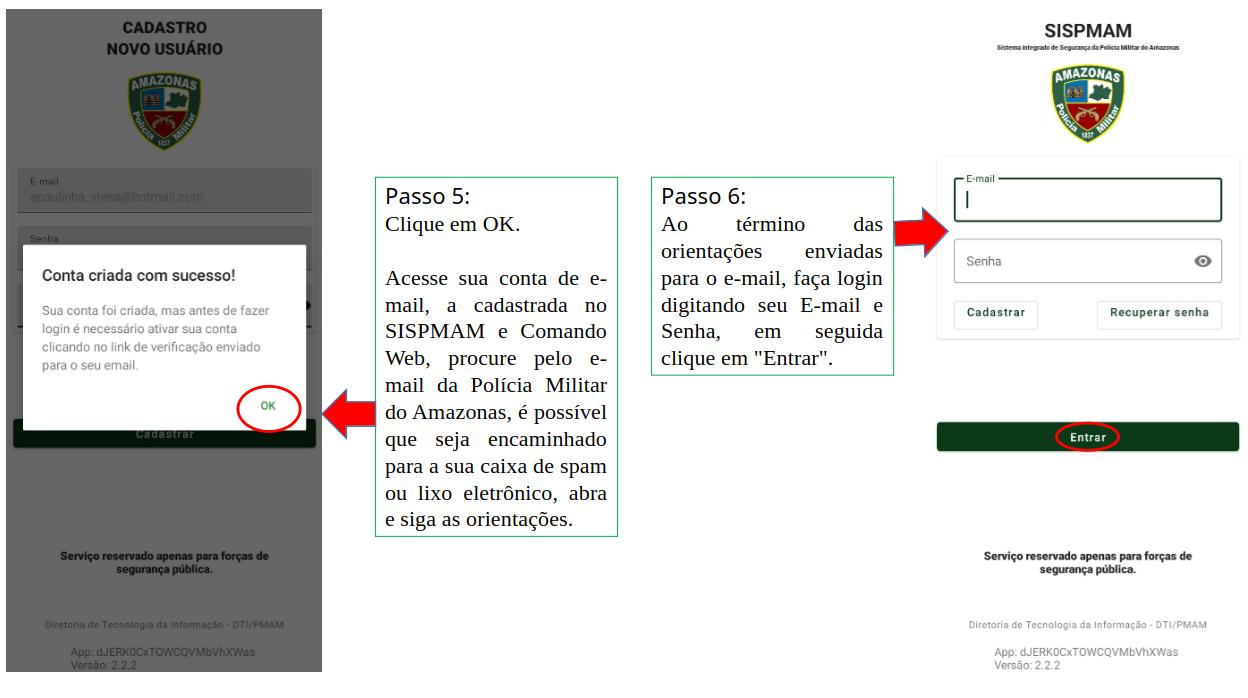 CADASTRO
NOVO USUÁRIO
AMAZONAS
Polícia Militar
1837
E-mail
apaulinha_vieira@hotmail.com
Senha
Conta criada com sucesso!
Sua conta foi criada, mas antes de fazer
login é necessário ativar sua conta
clicando no link de verificação enviado
para o seu email.
OK
Cadastrar
Serviço reservado apenas para forças de
segurança pública.
Diretoria de Tecnologia da Informação - DTI/PMAM
App: dJERK0CxTOWCQVMbVhXWas
Versão: 2.2.2
Passo 5:
Clique em OK.
Acesse sua conta de e-
mail, a cadastrada no
SISPMAM e Comando
Web, procure pelo e-
mail da Polícia Militar
do Amazonas, é possível
que seja encaminhado
para a sua caixa de spam
ou lixo eletrônico, abra
e siga as orientações.
Passo 6:
Ao término das
orientações enviadas
para o e-mail, faça login
digitando seu E-mail e
Senha, em seguida
clique em "Entrar".
SISPMAM
Sistema Integrado de Segurança da Polícia Militar do Amazonas
AMAZONAS
Polícia Militar
1837
E-mail
Senha
Cadastrar Recuperar senha
Entrar
Serviço reservado apenas para forças de
segurança pública.
Diretoria de Tecnologia da Informação - DTI/PMAM
App: dJERK0CxTOWCQVMbVhXWas
Versão: 2.2.2